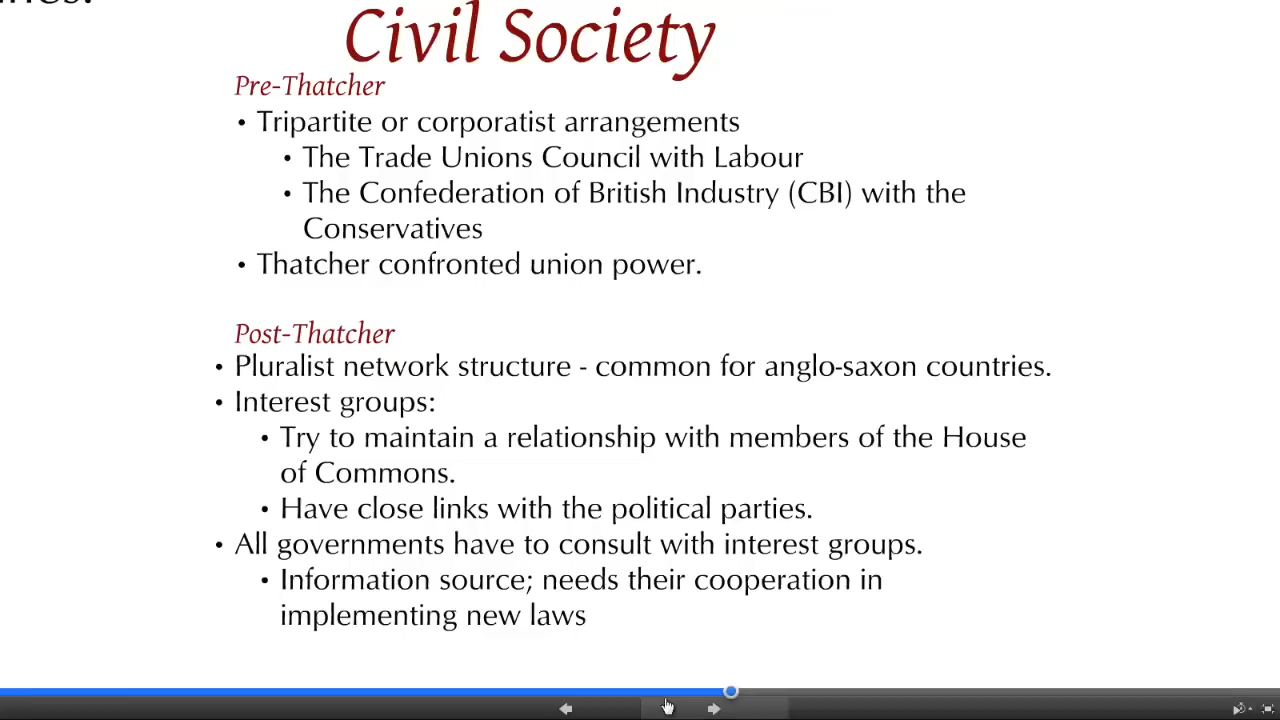 Civil Society
Pre-Thatcher
• Tripartite or corporatist arrangements
• The Trade Unions Council with Labour
• The Confederation of British Industry (CBI) with the
Conservatives
• Thatcher confronted union power.
Post-Thatcher
• Pluralist network structure - common for anglo-saxon countries.
• Interest groups:
• Try to maintain a relationship with members of the House
of Commons.
• Have close links with the political parties.
• All governments have to consult with interest groups.
• Information source; needs their cooperation in
implementing new laws